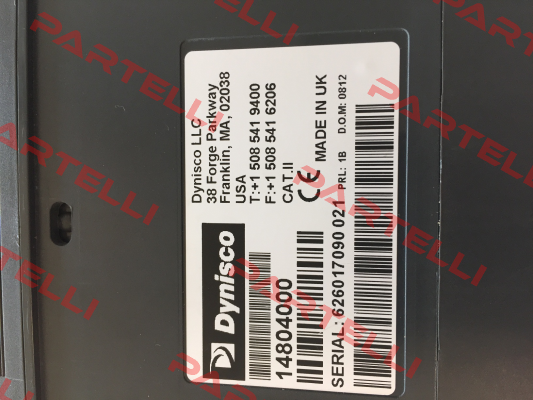 Dynisco
Dynisco LLC
38 Forge Parkway
Franklin, MA, 02038
USA
T:+1 508 541 9400
F:+1 508 541 6206
CAT.II
14804000
CE MADE IN UK
SERIAL: 626017090 021 PRL: 1B D.O.M: 0812
PARTELLI
PARTELLI
PARTELLI
PARTELLI
PARTELLI